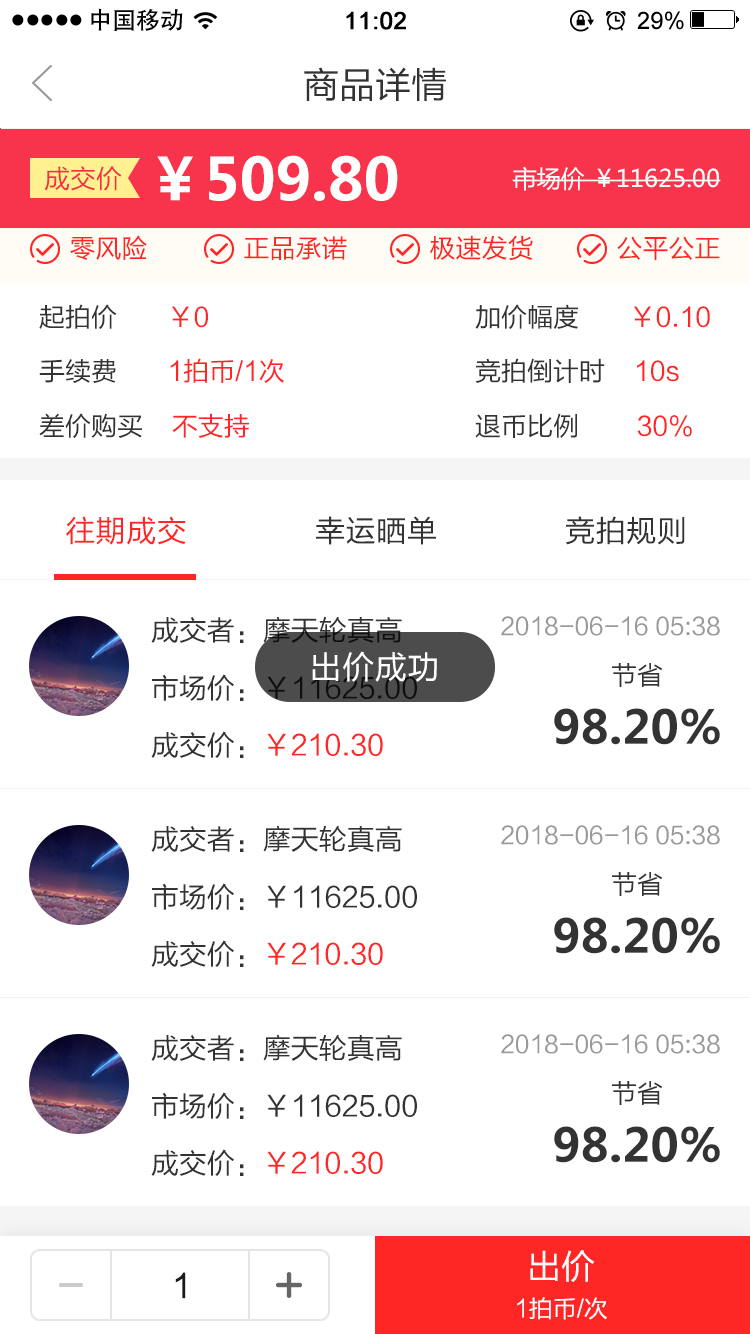 中国移动 11:02 29%
商品详情
成交价 ¥509.80 市场价 ¥11625.00
零风险 正品承诺 极速发货 公平公正
起拍价 ¥0 加价幅度 ¥0.10
手续费 1拍币/1次 竞拍倒计时 10s
差价购买 不支持 退币比例 30%
往期成交 幸运晒单 竞拍规则
成交者：摩天轮真高 2018-06-16 05:38
出价成功
市场价：¥11625.00 节省
成交价：¥210.30 98.20%
成交者：摩天轮真高 2018-06-16 05:38
市场价：¥11625.00 节省
成交价：¥210.30 98.20%
成交者：摩天轮真高 2018-06-16 05:38
市场价：¥11625.00 节省
成交价：¥210.30 98.20%
1 出价
1拍币/次